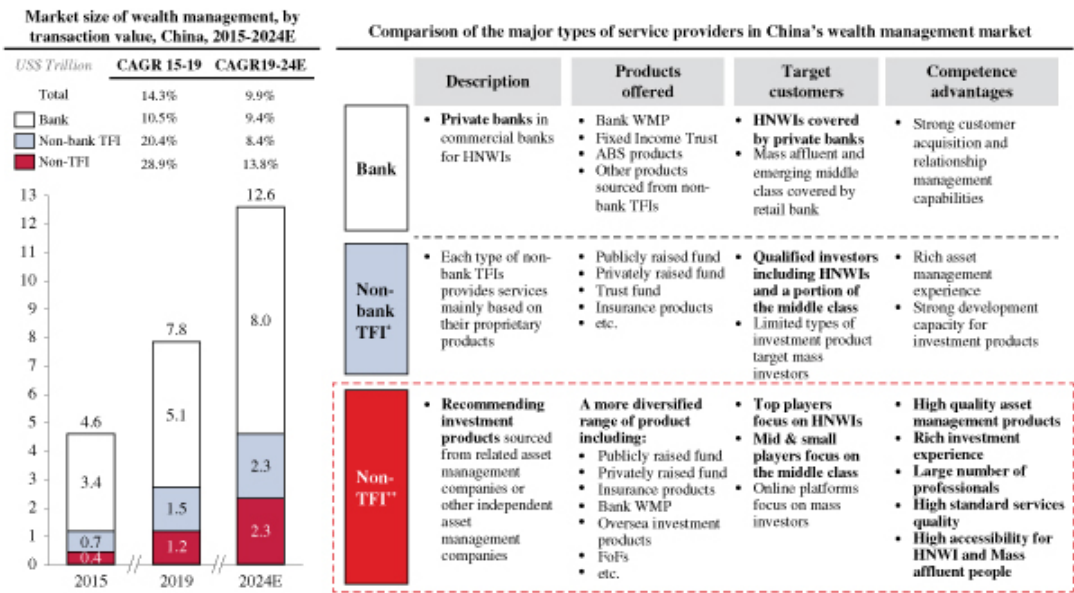 Market size of wealth management, by
transaction value, China, 2015-2024E
US$ Trillion CAGR 15-19 CAGR19-24E
Total 14.3% 9.9%
Bank 10.5% 9.4%
Non-bank TFI 20.4% 8.4%
Non-TFI 28.9% 13.8%
13
12
11
10
9
8
7
6
5
4
3
2
1
0
4.6
3.4
0.7
0.4
7.8
5.1
1.5
1.2
12.6
8.0
2.3
2.3
2015 2019 2024E
Comparison of the major types of service providers in China's wealth management market
Description
Products
offered
Target
customers
Competence
advantages
Bank
• Private banks in
commercial banks
for HNWIs
• Bank WMP
• Fixed Income Trust
• ABS products
• Other products
sourced from non-
bank TFIs
• HNWIs covered
by private banks
• Mass affluent and
emerging middle
class covered by
retail bank
• Strong customer
acquisition and
relationship
management
capabilities
Non-
bank
TFI*
• Each type of non-
bank TFIs
provides services
mainly based on
their proprietary
products
• Publicly raised fund
• Privately raised fund
• Trust fund
• Insurance products
• etc.
• Qualified investors
including HNWIs
and a portion of
the middle class
• Limited types of
investment product
target mass
investors
• Rich asset
management
experience
• Strong development
capacity for
investment products
Non-
TFI**
• Recommending
investment
products sourced
from related asset
management
companies or
other independent
asset
management
companies
A more diversified
range of product
including:
• Publicly raised fund
• Privately raised fund
• Insurance products
• Bank WMP
• Oversea investment
products
• FoFs
• etc.
• Top players
focus on HNWIs
• Mid & small
players focus on
the middle class
• Online platforms
focus on mass
investors
• High quality asset
management products
• Rich investment
experience
• Large number of
professionals
• High standard services
quality
• High accessibility for
HNWI and Mass
affluent people